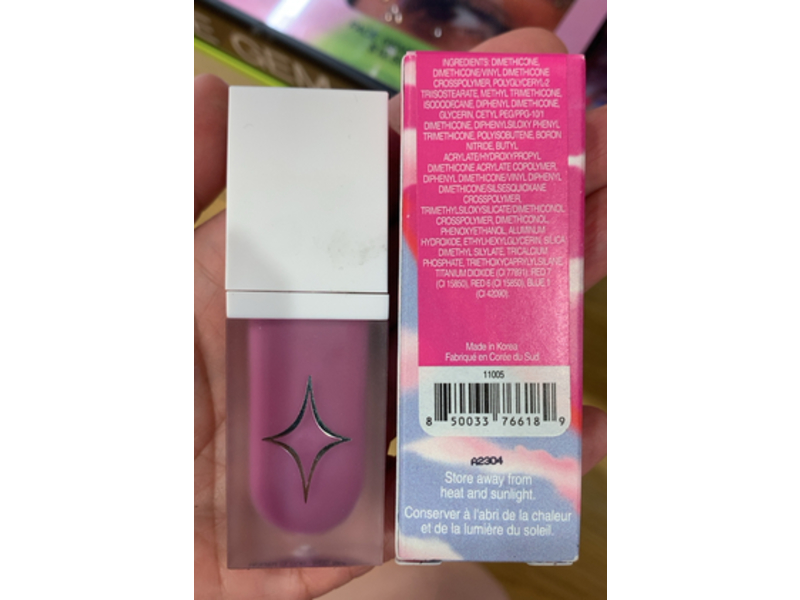 GEM
INGREDIENTS: DIMETHICONE,
DIMETHICONE/VINYL DIMETHICONE
CROSSPOLYMER, POLYGLYCERYL-2
TRIISOSTEARATE, METHYL TRIMETHICONE,
ISODODECANE, DIPHENYL DIMETHICONE,
GLYCERIN, CETYL PEG/PPG-10/1
DIMETHICONE, DIPHENYLSILOXY PHENYL
TRIMETHICONE, POLYISOBUTENE, BORON
NITRIDE, BUTYL
ACRYLATE/HYDROXYPROPYL
DIMETHICONE ACRYLATE COPOLYMER,
DIPHENYL DIMETHICONE/VINYL DIPHENYL
DIMETHICONE/SILSESQUIOXANE
CROSSPOLYMER,
TRIMETHYLSILOXYSILICATE/DIMETHICONOL
CROSSPOLYMER, DIMETHICONOL,
PHENOXYETHANOL, ALUMINUM
HYDROXIDE, ETHYLHEXYLGLYCERIN, SILICA
DIMETHYL SILYLATE, TRICALCIUM
PHOSPHATE, TRIETHOXYCAPRYLYLSILANE,
TITANIUM DIOXIDE (CI 77891), RED 7
(CI 15850), RED 6 (CI 15850), BLUE 1
(CI 42090).
Made in Korea
Fabriqué en Corée du Sud
11005
8 50033 76618 9
A2304
Store away from
heat and sunlight.
Conserver à l'abri de la chaleur
et de la lumière du soleil.